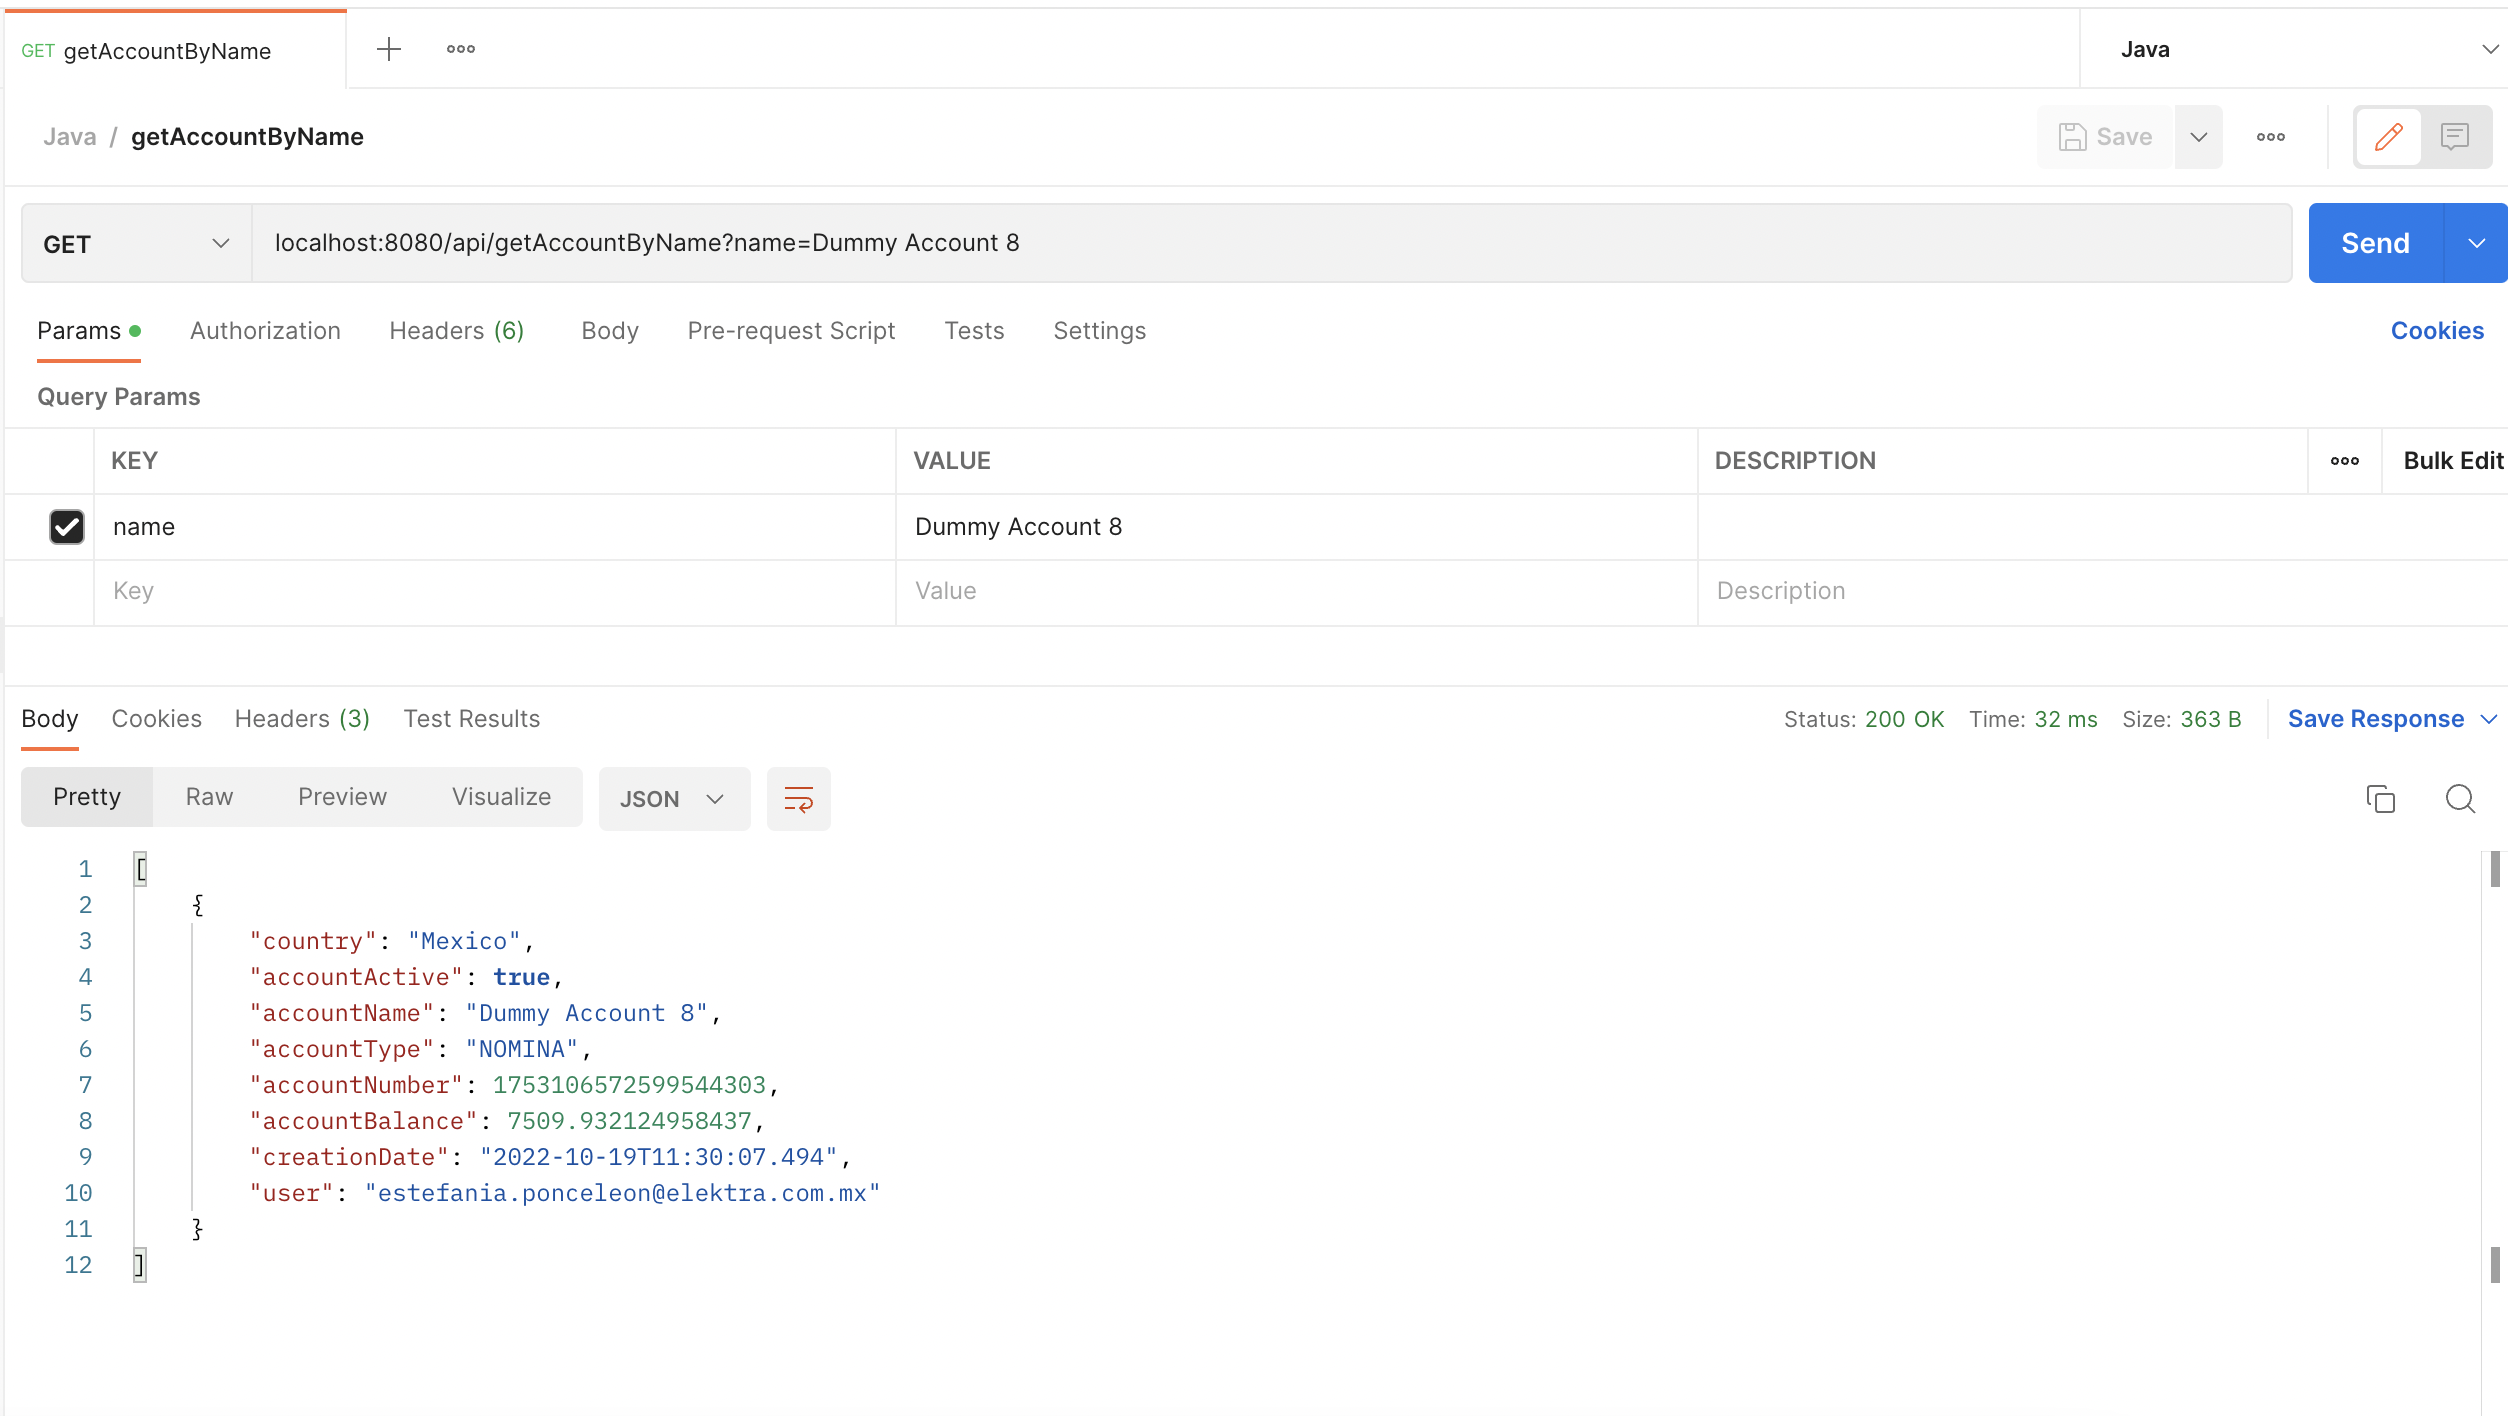 GET getAccountByName
Java
Java / getAccountByName
Save
GET localhost:8080/api/getAccountByName?name=Dummy Account 8
Send
Params Authorization Headers (6) Body Pre-request Script Tests Settings Cookies
Query Params
KEY VALUE DESCRIPTION Bulk Edit
name Dummy Account 8
Key Value Description
Body Cookies Headers (3) Test Results Status: 200 OK Time: 32 ms Size: 363 B Save Response
Pretty Raw Preview Visualize JSON
1 [
2 {
3 "country": "Mexico",
4 "accountActive": true,
5 "accountName": "Dummy Account 8",
6 "accountType": "NOMINA",
7 "accountNumber": 1753106572599544303,
8 "accountBalance": 7509.932124958437,
9 "creationDate": "2022-10-19T11:30:07.494",
10 "user": "estefania.ponceleon@elektra.com.mx"
11 }
12 ]